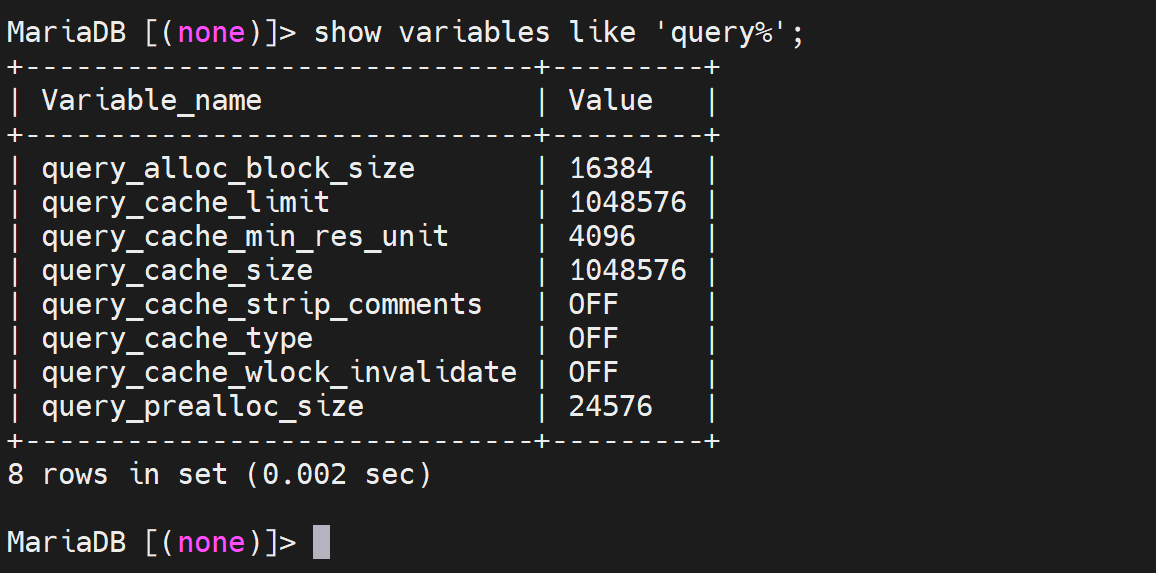 MariaDB [(none)]> show variables like 'query%';
+------------------------------+---------+
| Variable_name                | Value   |
+------------------------------+---------+
| query_alloc_block_size       | 16384   |
| query_cache_limit            | 1048576 |
| query_cache_min_res_unit     | 4096    |
| query_cache_size             | 1048576 |
| query_cache_strip_comments   | OFF     |
| query_cache_type             | OFF     |
| query_cache_wlock_invalidate | OFF     |
| query_prealloc_size          | 24576   |
+------------------------------+---------+
8 rows in set (0.002 sec)
MariaDB [(none)]>